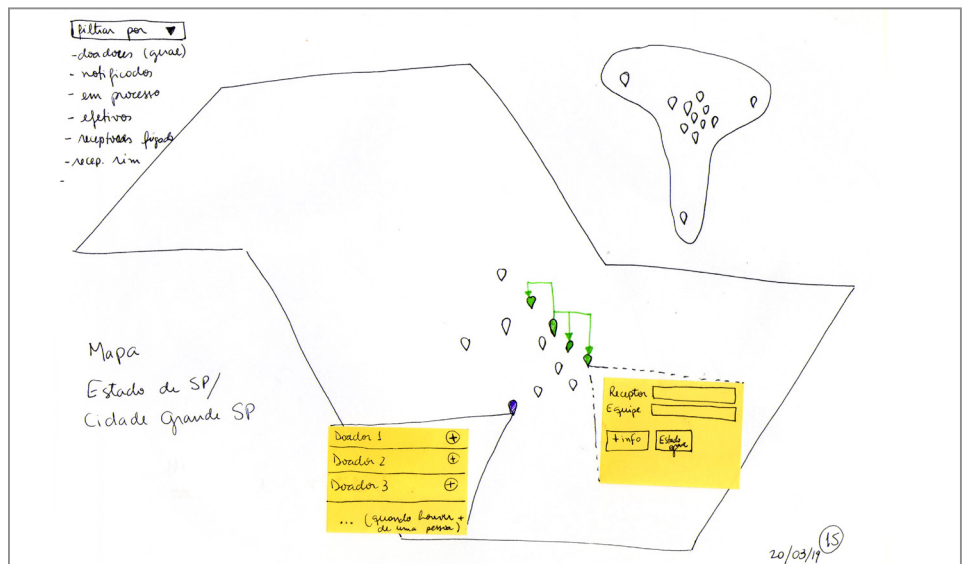 filtrar por ▼
- doadores (geral)
- notificados
- em processo
- efetivos
- receptores fígado
- recep. rim
-
Mapa
Estado de SP/
Cidade Grande SP
Doador 1 +
Doador 2 +
Doador 3 +
... (quando houver +
de uma pessoa)
Receptor
Equipe
+ info
Estado
20/03/19
15